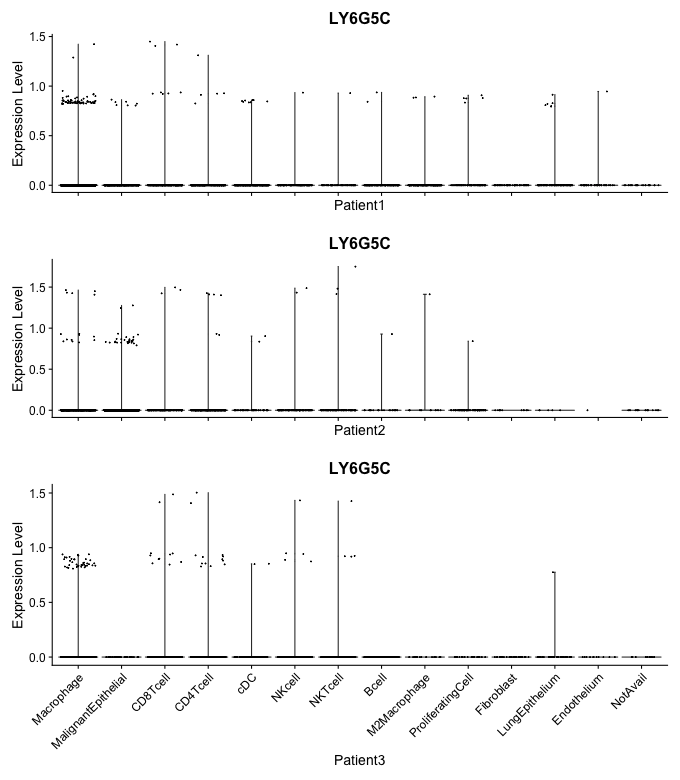 LY6G5C
Expression Level
1.5
1.0
0.5
0.0
Patient1
LY6G5C
Expression Level
1.5
1.0
0.5
0.0
Patient2
LY6G5C
Expression Level
1.5
1.0
0.5
0.0
Macrophage
MalignantEpithelial
CD8Tcell
CD4Tcell
cDC
NKcell
NKTcell
Bcell
M2Macrophage
ProliferatingCell
Fibroblast
LungEpithelium
Endothelium
NotAvail
Patient3